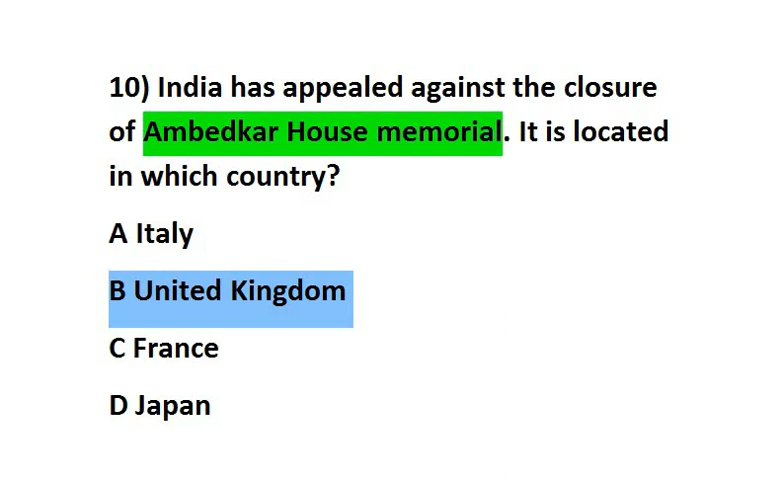 10) India has appealed against the closure
of Ambedkar House memorial. It is located
in which country?
A Italy
B United Kingdom
C France
D Japan